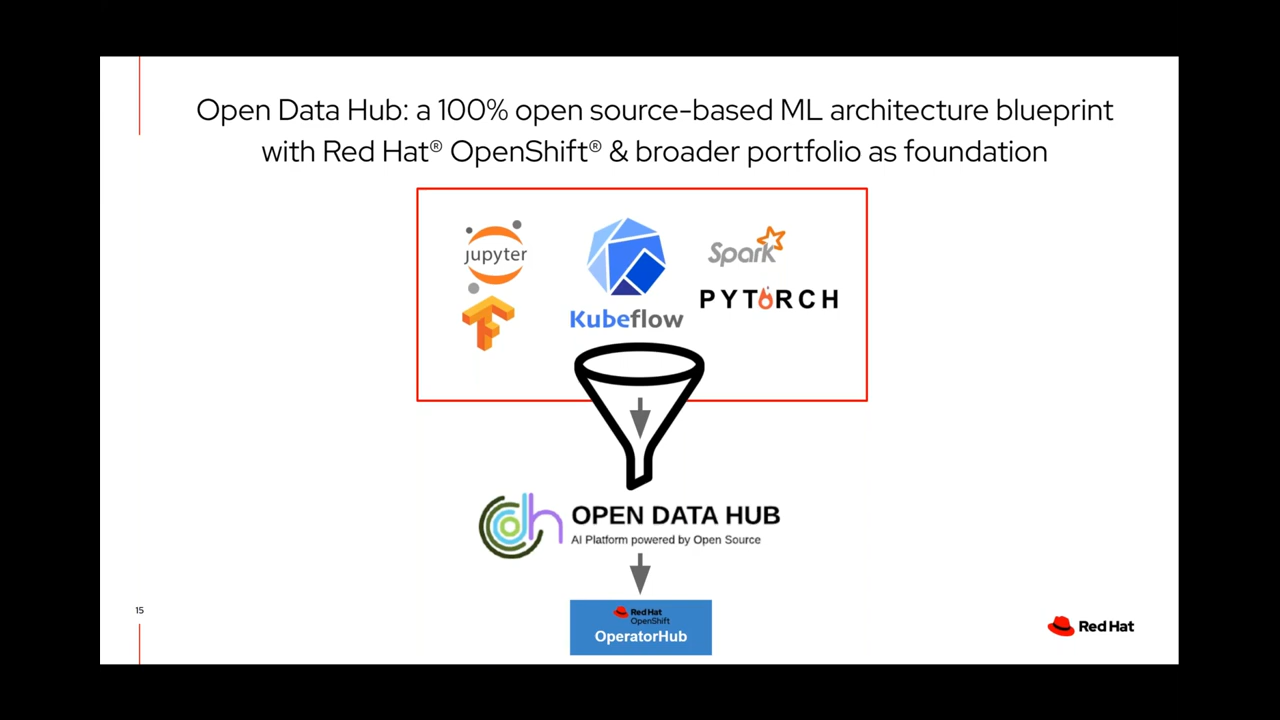 Open Data Hub: a 100% open source-based ML architecture blueprint
with Red Hat® OpenShift® & broader portfolio as foundation
jupyter
Kubeflow
Spark
PYTORCH
OPEN DATA HUB
AI Platform powered by Open Source
Red Hat
OpenShift
OperatorHub
15
Red Hat